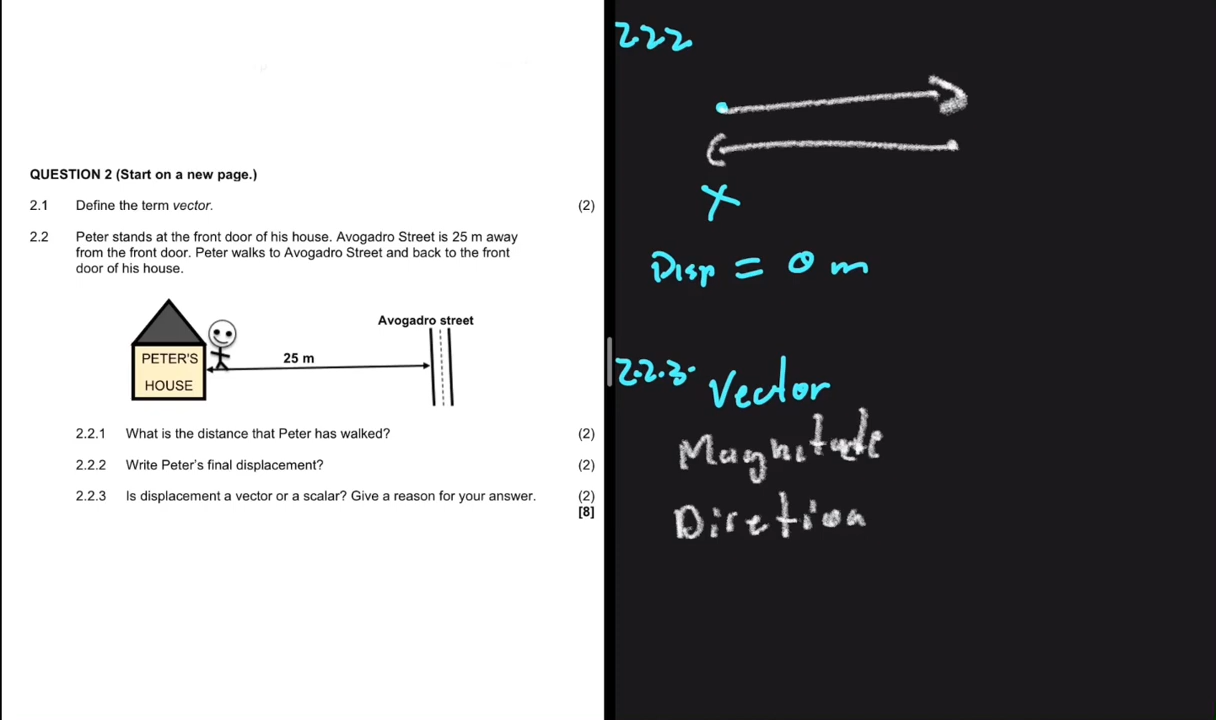 QUESTION 2 (Start on a new page.)
2.1 Define the term vector. (2)
2.2 Peter stands at the front door of his house. Avogadro Street is 25 m away
from the front door. Peter walks to Avogadro Street and back to the front
door of his house.
Avogadro street
PETER'S
HOUSE
25 m
2.2.1 What is the distance that Peter has walked? (2)
2.2.2 Write Peter's final displacement? (2)
2.2.3 Is displacement a vector or a scalar? Give a reason for your answer. (2)
[8]
222
X
Disp = 0 m
2.2.3. Vector
Magnitude
Diretion